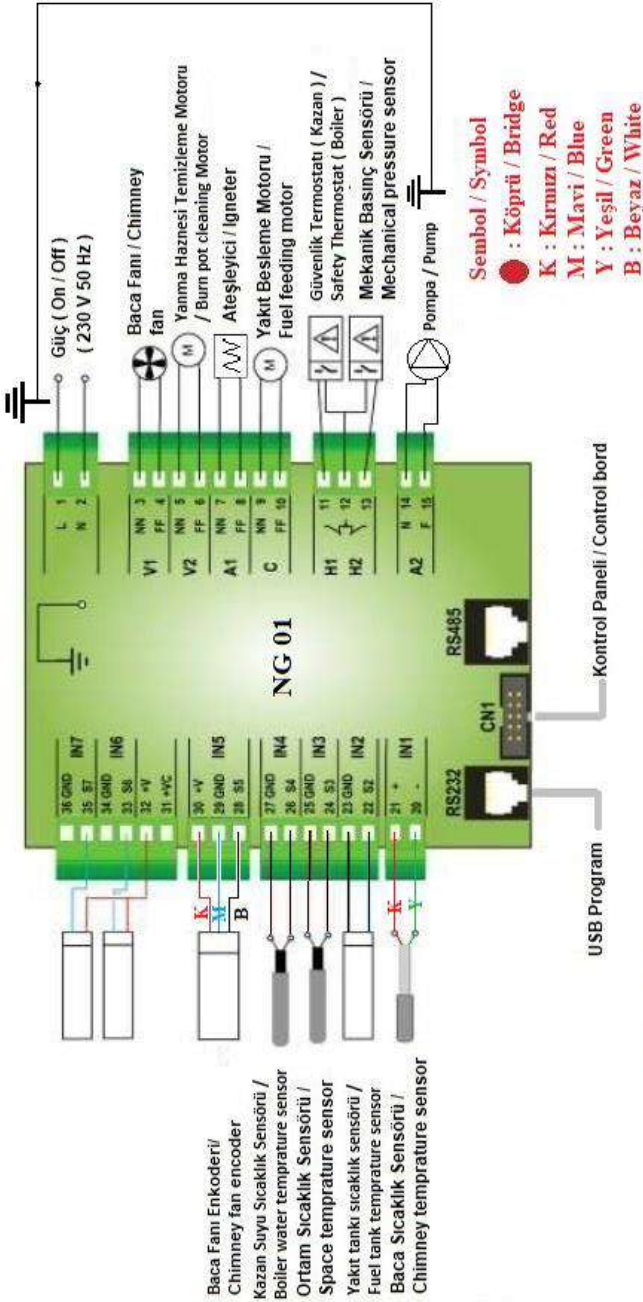 Güç ( On / Off )
( 230 V 50 Hz )
Baca Fanı / Chimney
fan
Yanma Haznesi Temizleme Motoru
/ Burn pot cleaning Motor
Ateşleyici / Igneter
Yakıt Besleme Motoru /
Fuel feeding motor
Güvenlik Termostatı ( Kazan ) /
Safety Thermostat ( Boiler )
Mekanik Basınç Sensörü /
Mechanical pressure sensor
Pompa / Pump
M
M
L 1
N 2
V1
NN 3
FF 4
V2
NN 5
FF 6
A1
NN 7
FF 8
C
NN 9
FF 10
H1
H2
11
12
13
A2
N 14
F 15
NG 01
RS485
CN1
RS232
36 GND
35 S7
IN7
34 GND
33 S6
IN6
32 +V
31 +VC
30 +V
29 GND
28 S5
IN5
27 GND
26 S4
IN4
25 GND
24 S3
IN3
23 GND
22 S2
IN2
21 +
20 -
IN1
K
M
B
K
Y
Baca Fanı Enkoderi/
Chimney fan encoder
Kazan Suyu Sıcaklık Sensörü /
Boiler water temprature sensor
Ortam Sıcaklık Sensörü /
Space temprature sensor
Yakıt tankı sıcaklık sensörü /
Fuel tank temprature sensor
Baca Sıcaklık Sensörü /
Chimney temprature sensor
USB Program
Kontrol Paneli / Control bord
Sembol / Symbol
: Köprü / Bridge
K : Kırmızı / Red
M : Mavi / Blue
Y : Yeşil / Green
B : Beyaz / White